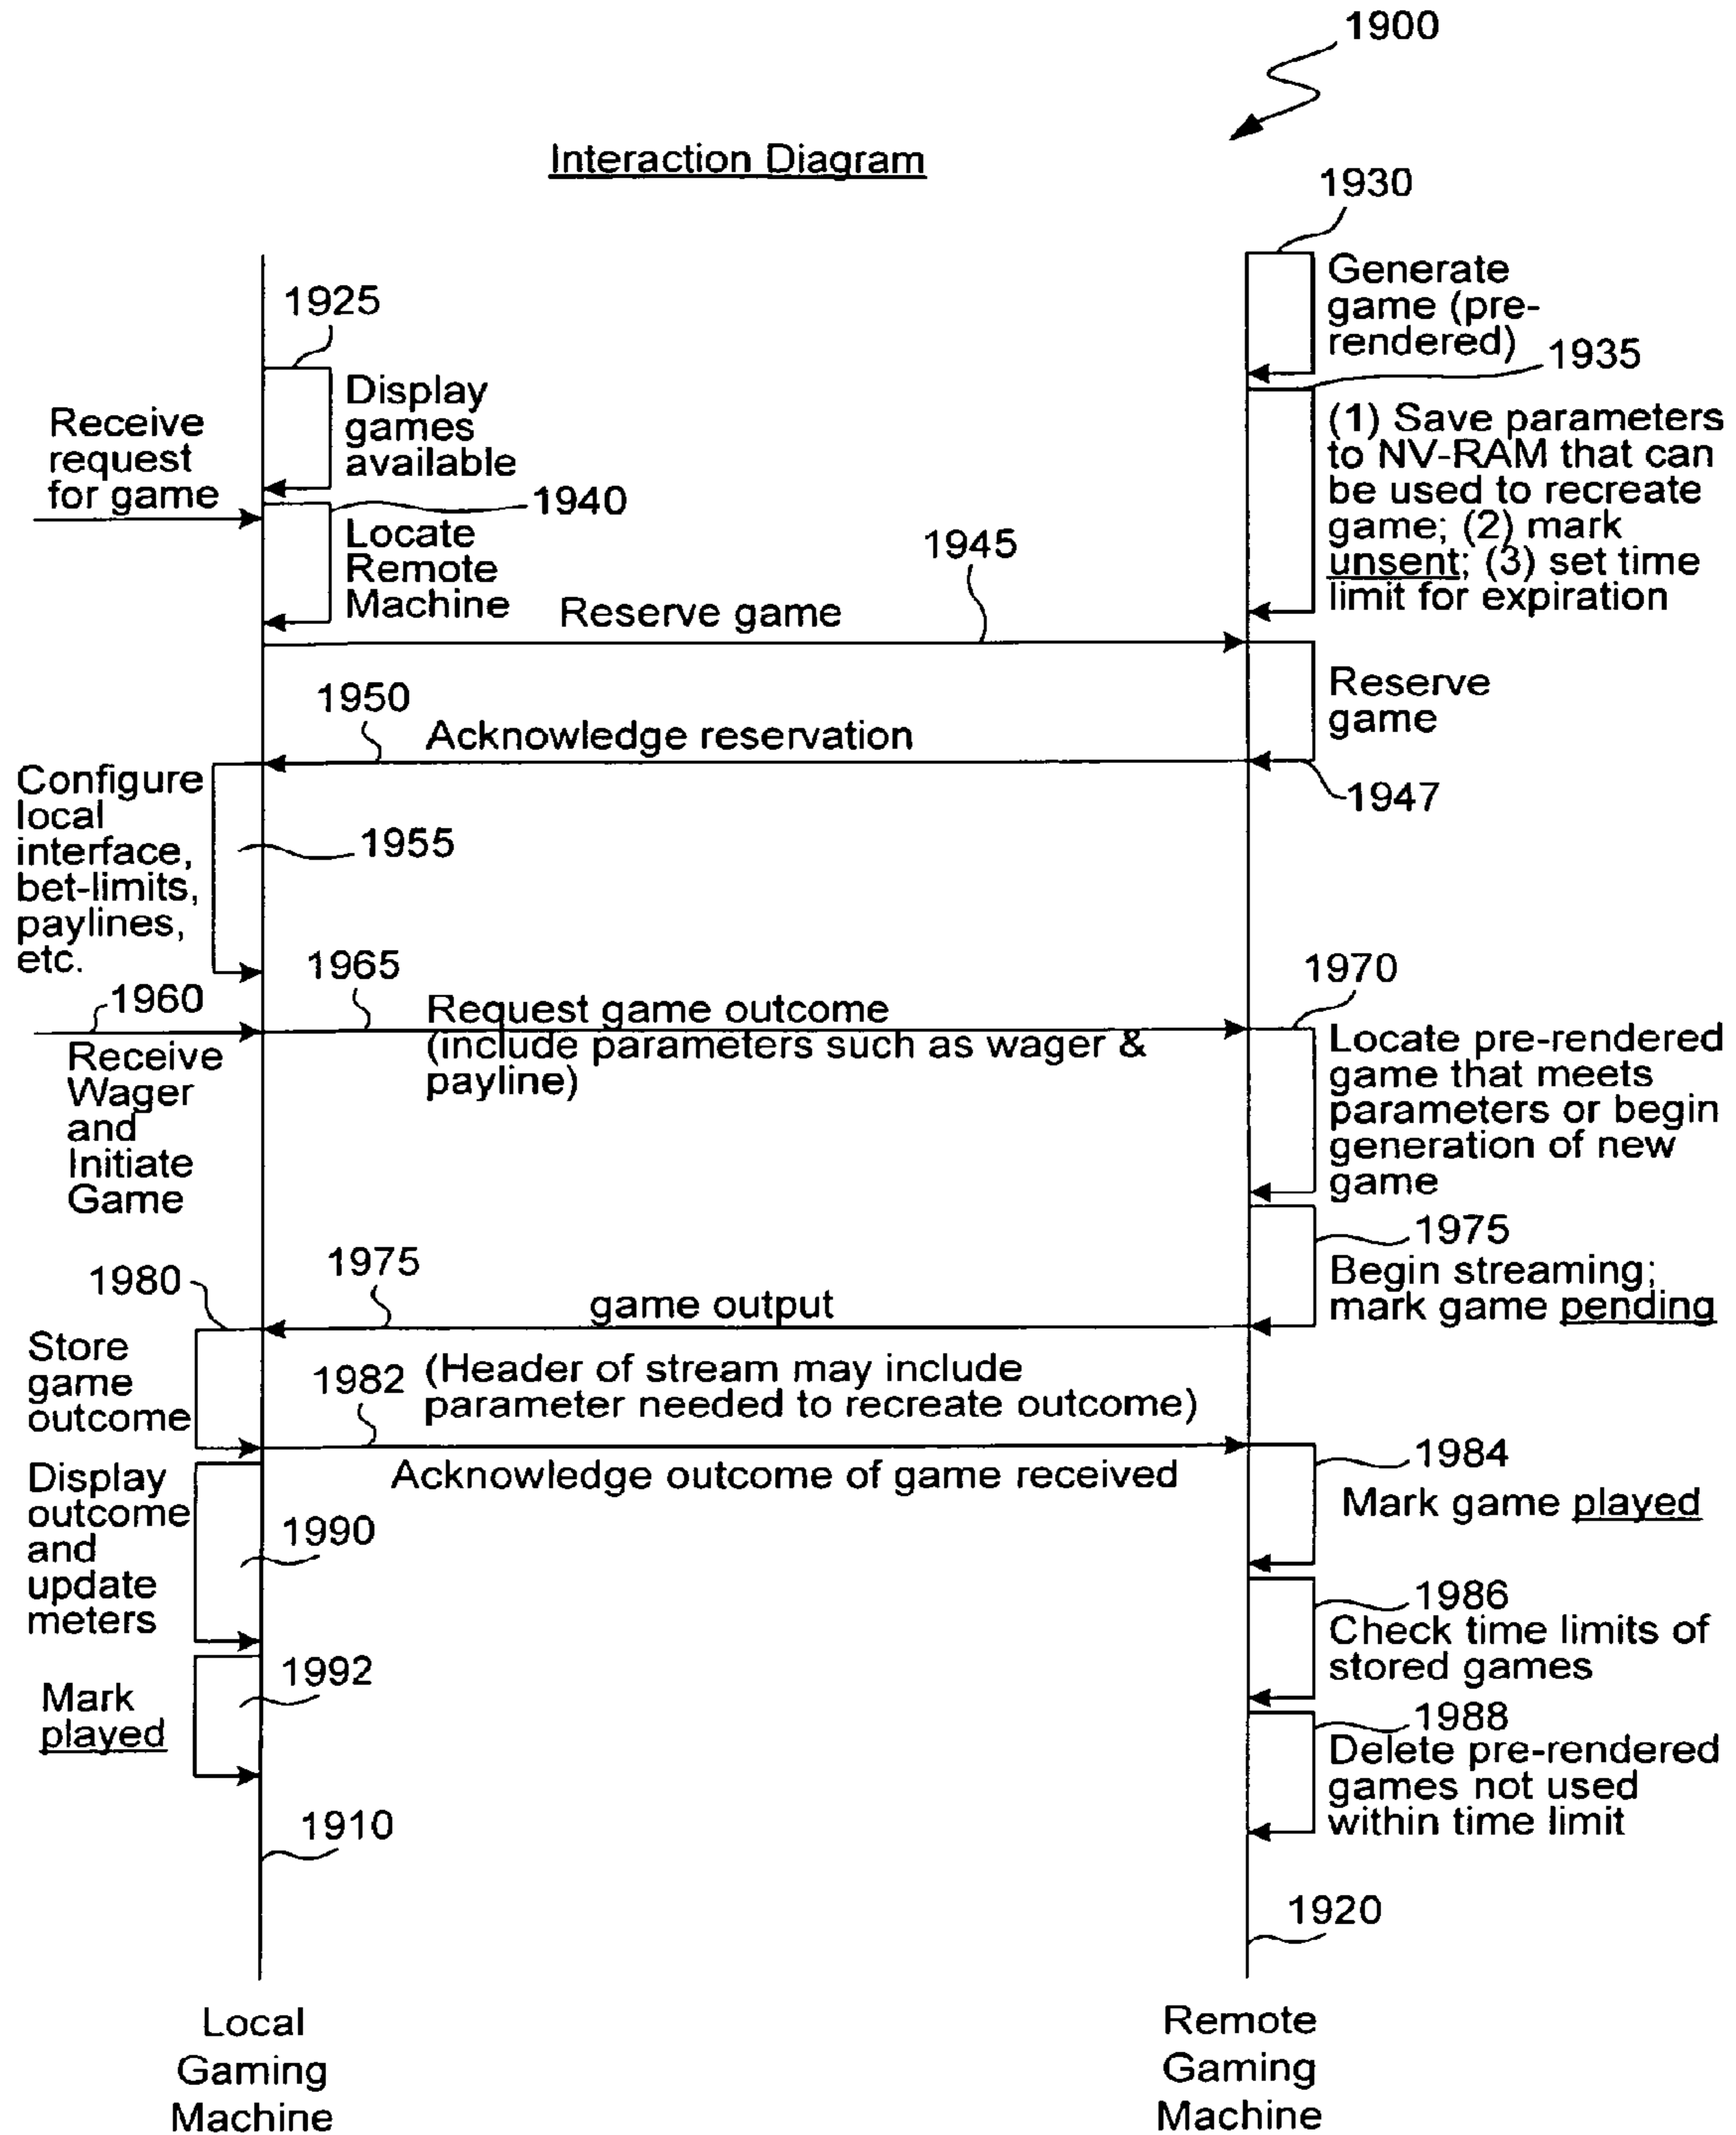 1900
Interaction Diagram
1930
Generate
game (pre-
rendered)
1935
1925
Display
games
available
Receive
request
for game
(1) Save parameters
to NV-RAM that can
be used to recreate
game; (2) mark
unsent; (3) set time
limit for expiration
1940
Locate
Remote
Machine
1945
Reserve game
Reserve
game
1950
Acknowledge reservation
1947
Configure
local
interface,
bet-limits,
paylines,
etc.
1955
1960
Receive
Wager
and
Initiate
Game
1965
Request game outcome
(include parameters such as wager &
payline)
1970
Locate pre-rendered
game that meets
parameters or begin
generation of new
game
1975
Begin streaming;
mark game pending
1975
game output
1980
Store
game
outcome
(Header of stream may include
parameter needed to recreate outcome)
1982
Acknowledge outcome of game received
1984
Mark game played
Display
outcome
and
update
meters
1990
1986
Check time limits of
stored games
1992
Mark
played
1988
Delete pre-rendered
games not used
within time limit
1910
1920
Local
Gaming
Machine
Remote
Gaming
Machine